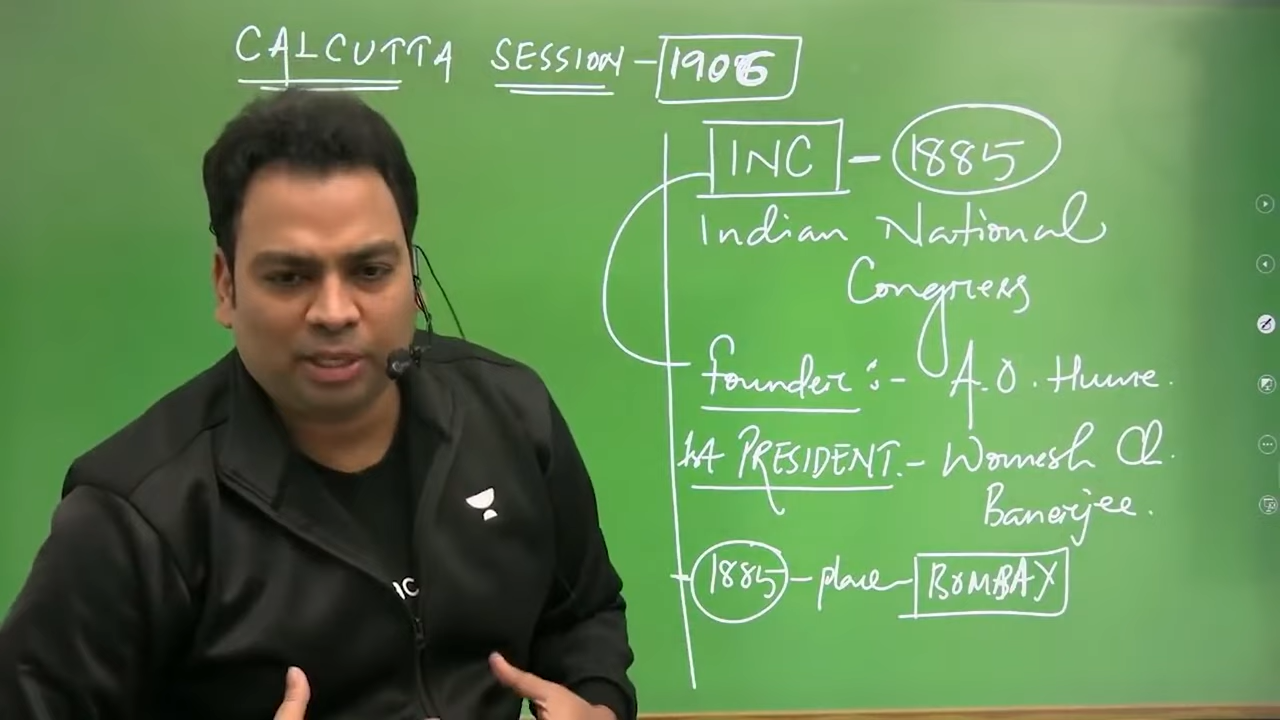 CALCUTTA SESSION - 1906
INC - 1885
Indian National
Congress
founder :- A.O. Hume.
1st PRESIDENT. - Womesh Ch.
Banerjee.
1885 - place - BOMBAY